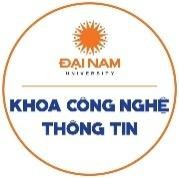 ĐẠI NAM
UNIVERSITY
KHOA CÔNG NGHỆ
THÔNG TIN